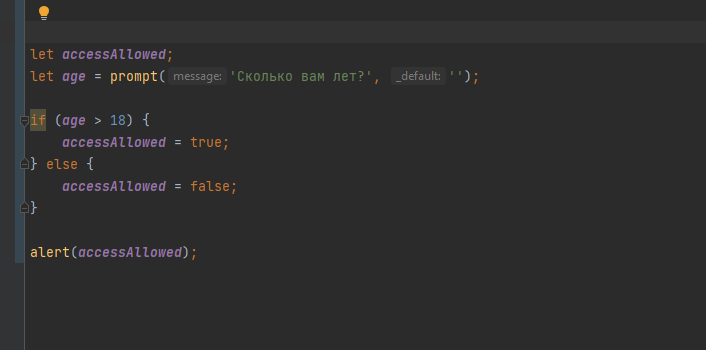 let accessAllowed;
let age = prompt( message: 'Сколько вам лет?', _default: '');
if (age > 18) {
accessAllowed = true;
} else {
accessAllowed = false;
}
alert(accessAllowed);